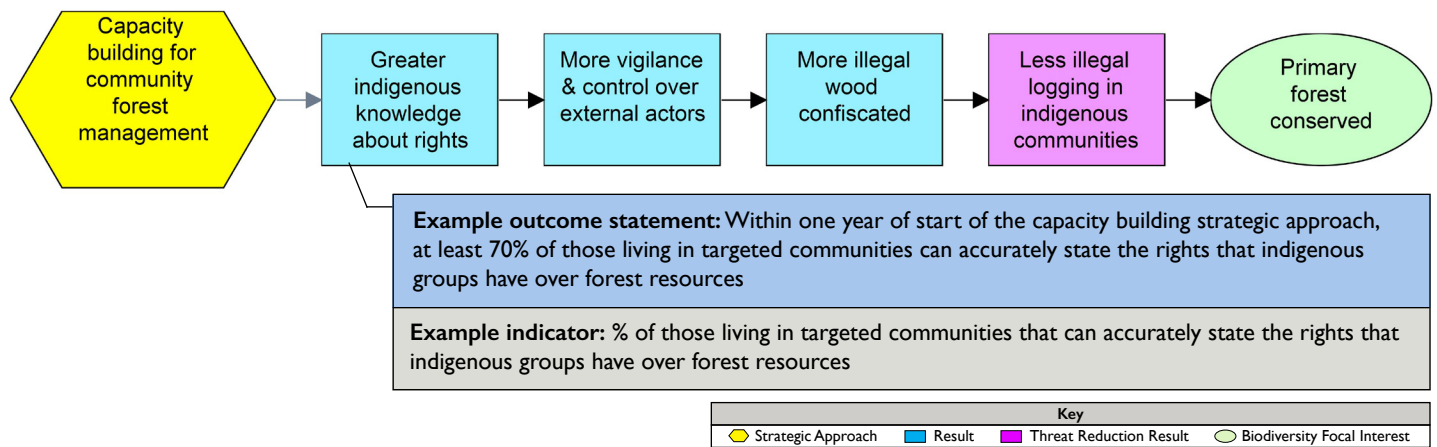 Capacity
building for
community
forest
management
Greater
indigenous
knowledge
about rights
More vigilance
& control over
external actors
More illegal
wood
confiscated
Less illegal
logging in
indigenous
communities
Primary
forest
conserved
Example outcome statement: Within one year of start of the capacity building strategic approach,
at least 70% of those living in targeted communities can accurately state the rights that indigenous
groups have over forest resources
Example indicator: % of those living in targeted communities that can accurately state the rights that
indigenous groups have over forest resources
Key
Strategic Approach
Result
Threat Reduction Result
Biodiversity Focal Interest